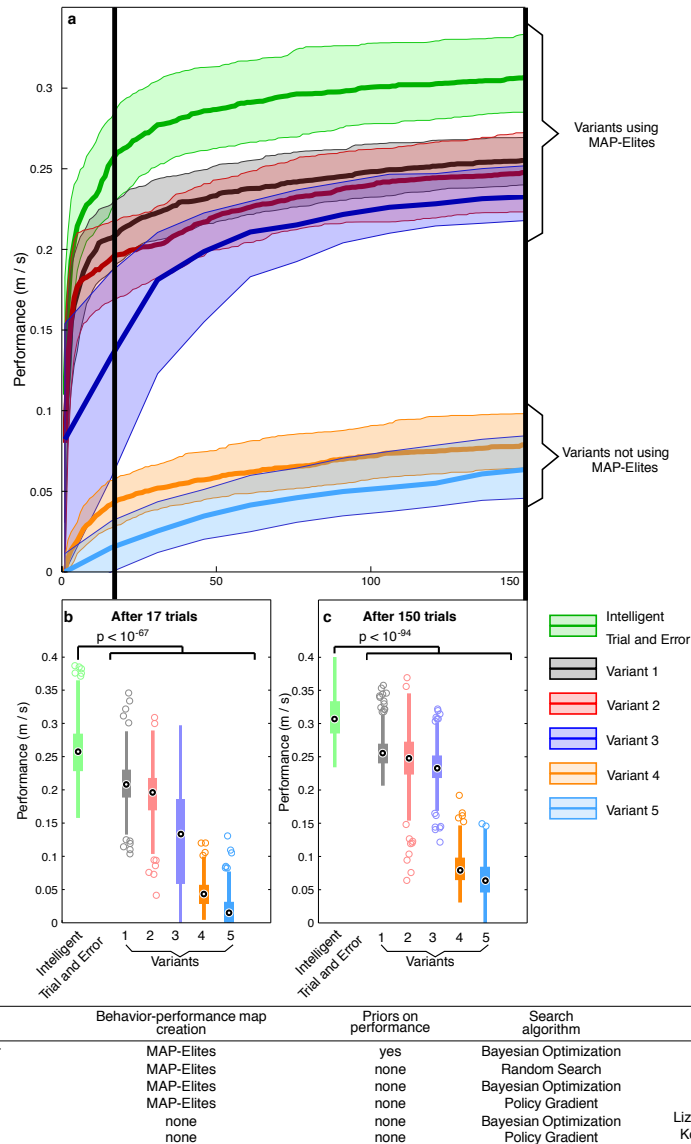 a
Performance (m / s)
0.3
0.25
0.2
0.15
0.1
0.05
0
0
50
100
150
Variants using
MAP-Elites
Variants not using
MAP-Elites
b
After 17 trials
p < 10-67
Performance (m / s)
0.4
0.35
0.3
0.25
0.2
0.15
0.1
0.05
0
Intelligent
Trial and Error
1 2 3 4 5
Variants
c
After 150 trials
p < 10-94
Performance (m / s)
0.4
0.35
0.3
0.25
0.2
0.15
0.1
0.05
0
Intelligent
Trial and Error
1 2 3 4 5
Variants
Intelligent
Trial and Error
Variant 1
Variant 2
Variant 3
Variant 4
Variant 5
Behavior-performance map creation Priors on performance Search algorithm
MAP-Elites yes Bayesian Optimization
MAP-Elites none Random Search
MAP-Elites none Bayesian Optimization
MAP-Elites none Policy Gradient
none none Bayesian Optimization Liz
none none Policy Gradient